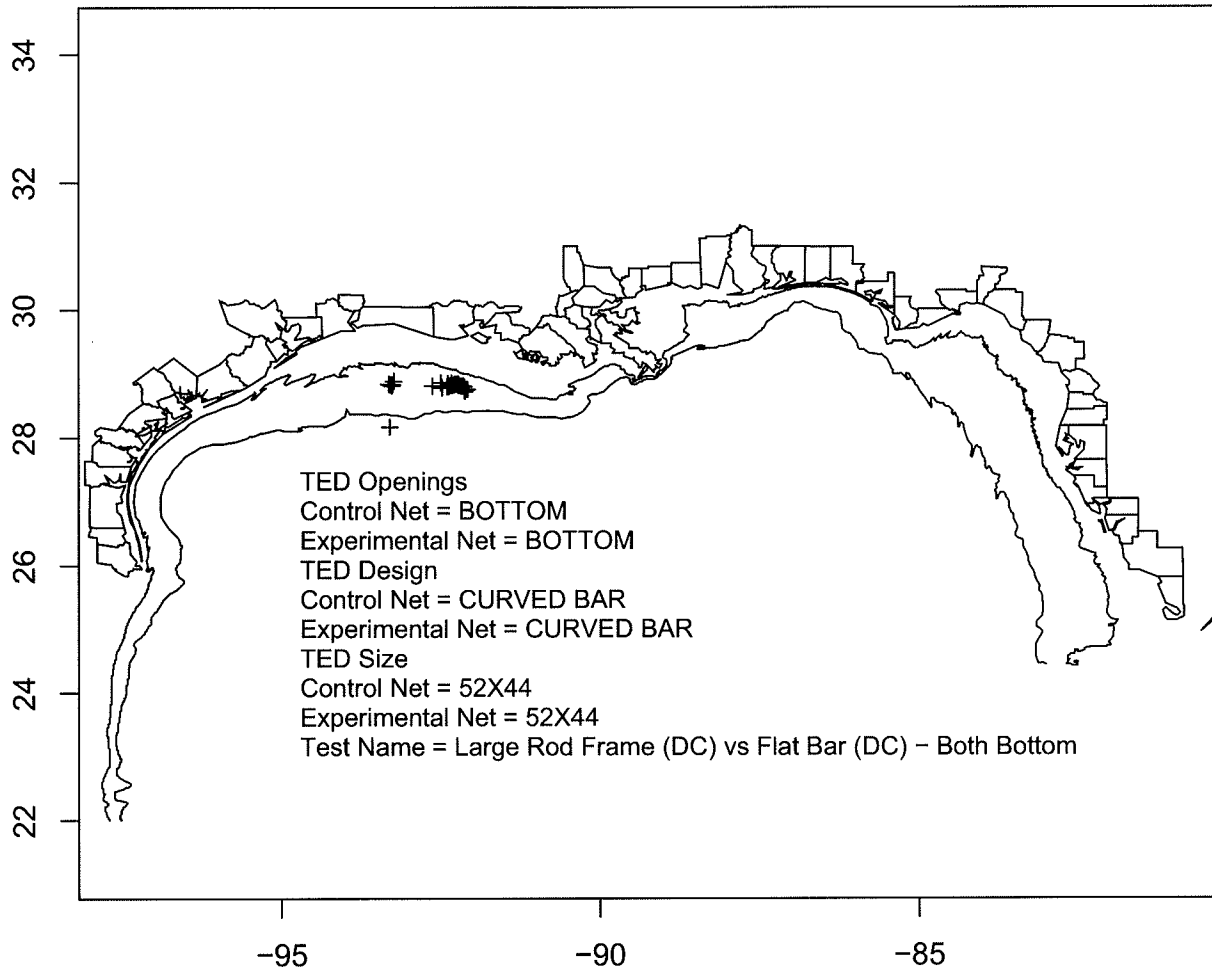 34
32
30
28
26
24
22
TED Openings
Control Net = BOTTOM
Experimental Net = BOTTOM
TED Design
Control Net = CURVED BAR
Experimental Net = CURVED BAR
TED Size
Control Net = 52X44
Experimental Net = 52X44
Test Name = Large Rod Frame (DC) vs Flat Bar (DC) − Both Bottom
−95 −90 −85